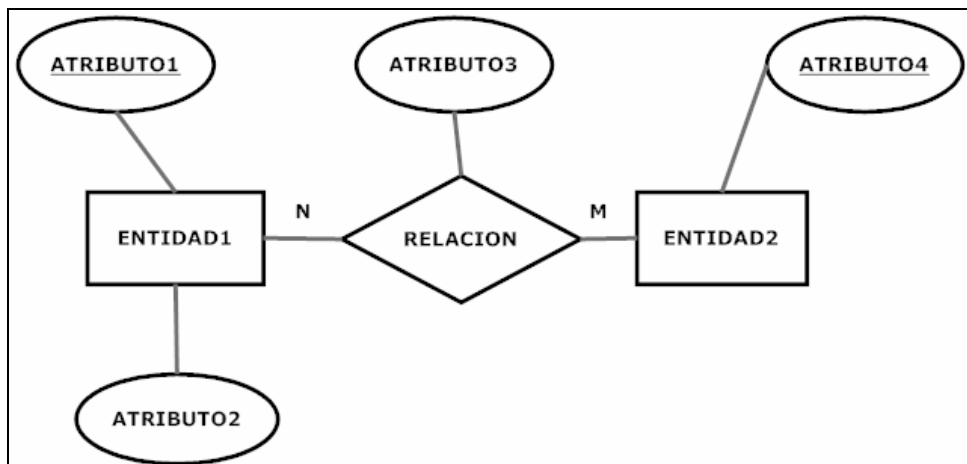 ATRIBUTO1
ATRIBUTO3
ATRIBUTO4
N
M
ENTIDAD1
RELACION
ENTIDAD2
ATRIBUTO2